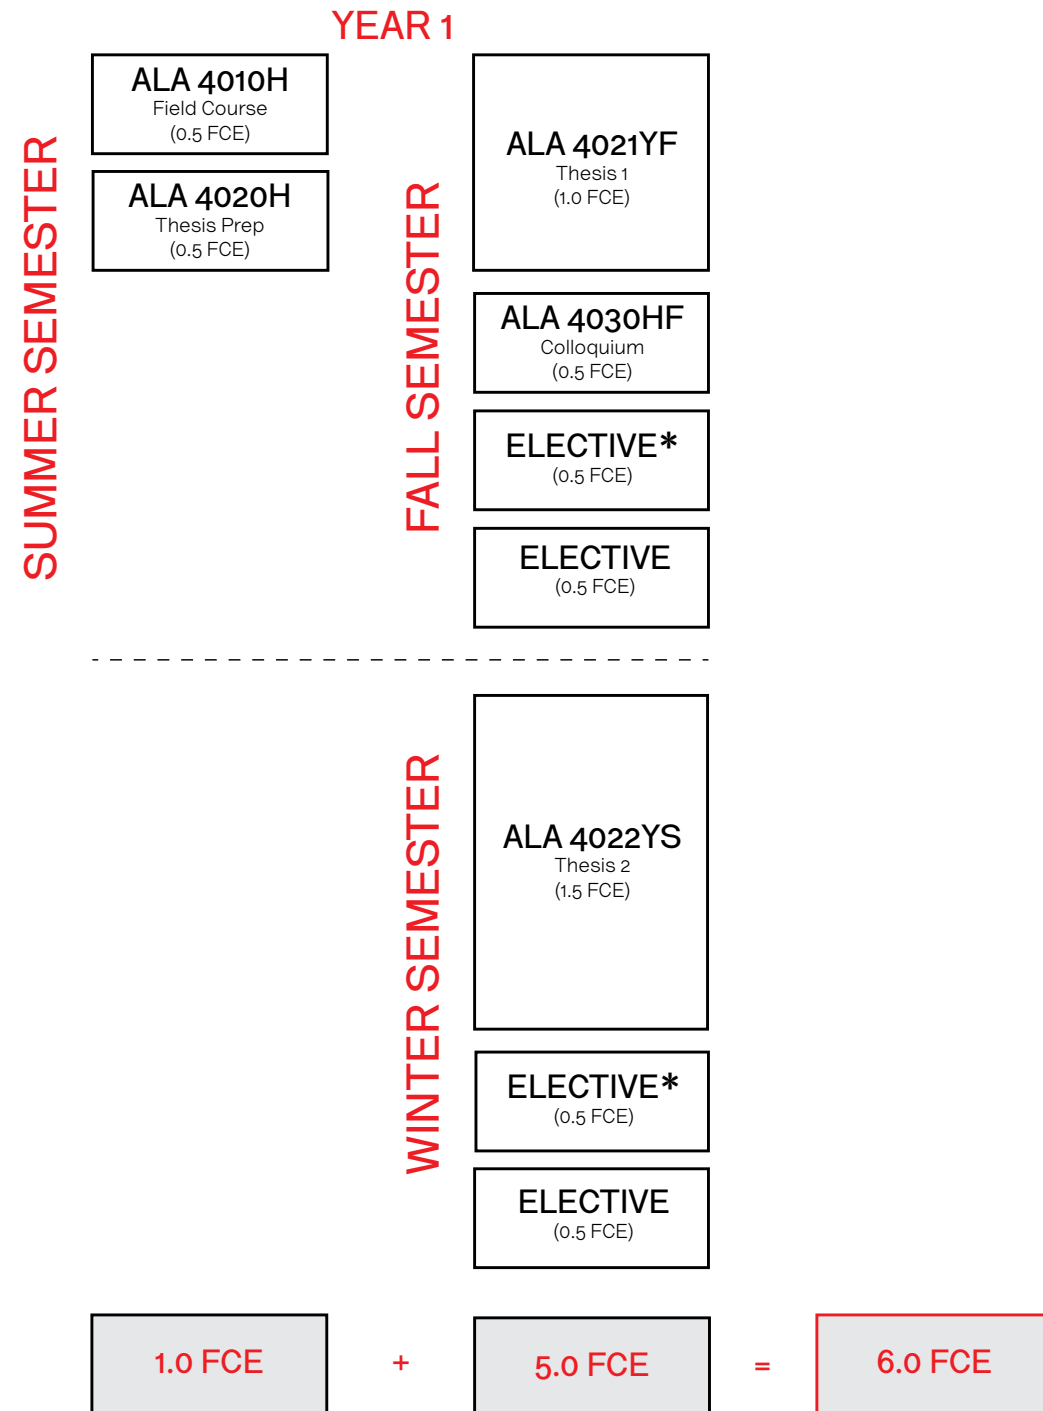 YEAR 1
SUMMER SEMESTER
ALA 4010H
Field Course
(0.5 FCE)
ALA 4020H
Thesis Prep
(0.5 FCE)
FALL SEMESTER
ALA 4021YF
Thesis 1
(1.0 FCE)
ALA 4030HF
Colloquium
(0.5 FCE)
ELECTIVE*
(0.5 FCE)
ELECTIVE
(0.5 FCE)
WINTER SEMESTER
ALA 4022YS
Thesis 2
(1.5 FCE)
ELECTIVE*
(0.5 FCE)
ELECTIVE
(0.5 FCE)
1.0 FCE + 5.0 FCE = 6.0 FCE